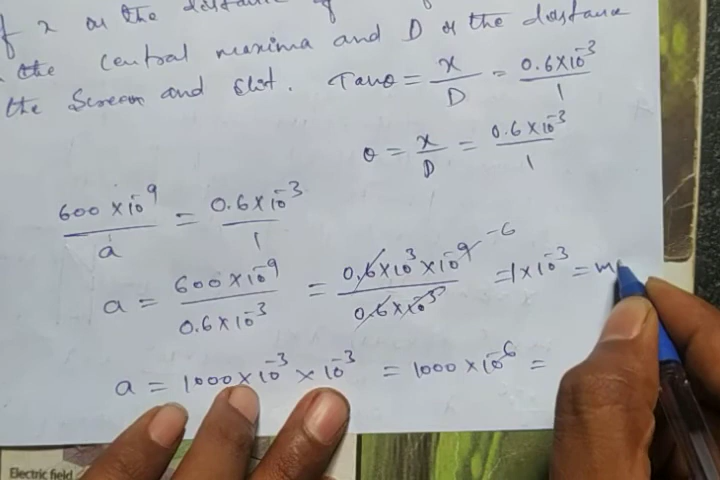 of x as the distance of
the central maxima and D is the distance
the Screen and Slit. Tanθ = x/D = 0.6×10⁻³/1
θ = x/D = 0.6×10⁻³/1
600×10⁻⁹/a = 0.6×10⁻³/1
a = 600×10⁻⁹/0.6×10⁻³ = 0.6×10³×10⁻⁹/0.6×10⁻³ -6 = 1×10⁻³ = m
a = 1000×10⁻³×10⁻³ = 1000×10⁻⁶ =
Electric field